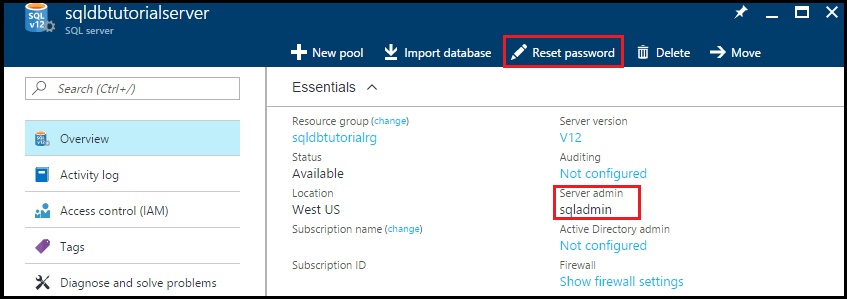 sqldbtutorialserver
SQL v12
SQL server
New pool
Import database
Reset password
Delete
Move
Search (Ctrl+/)
Overview
Activity log
Access control (IAM)
Tags
Diagnose and solve problems
Essentials
Resource group (change)
sqldbtutorialrg
Status
Available
Location
West US
Subscription name (change)
Subscription ID
Server version
V12
Auditing
Not configured
Server admin
sqladmin
Active Directory admin
Not configured
Firewall
Show firewall settings